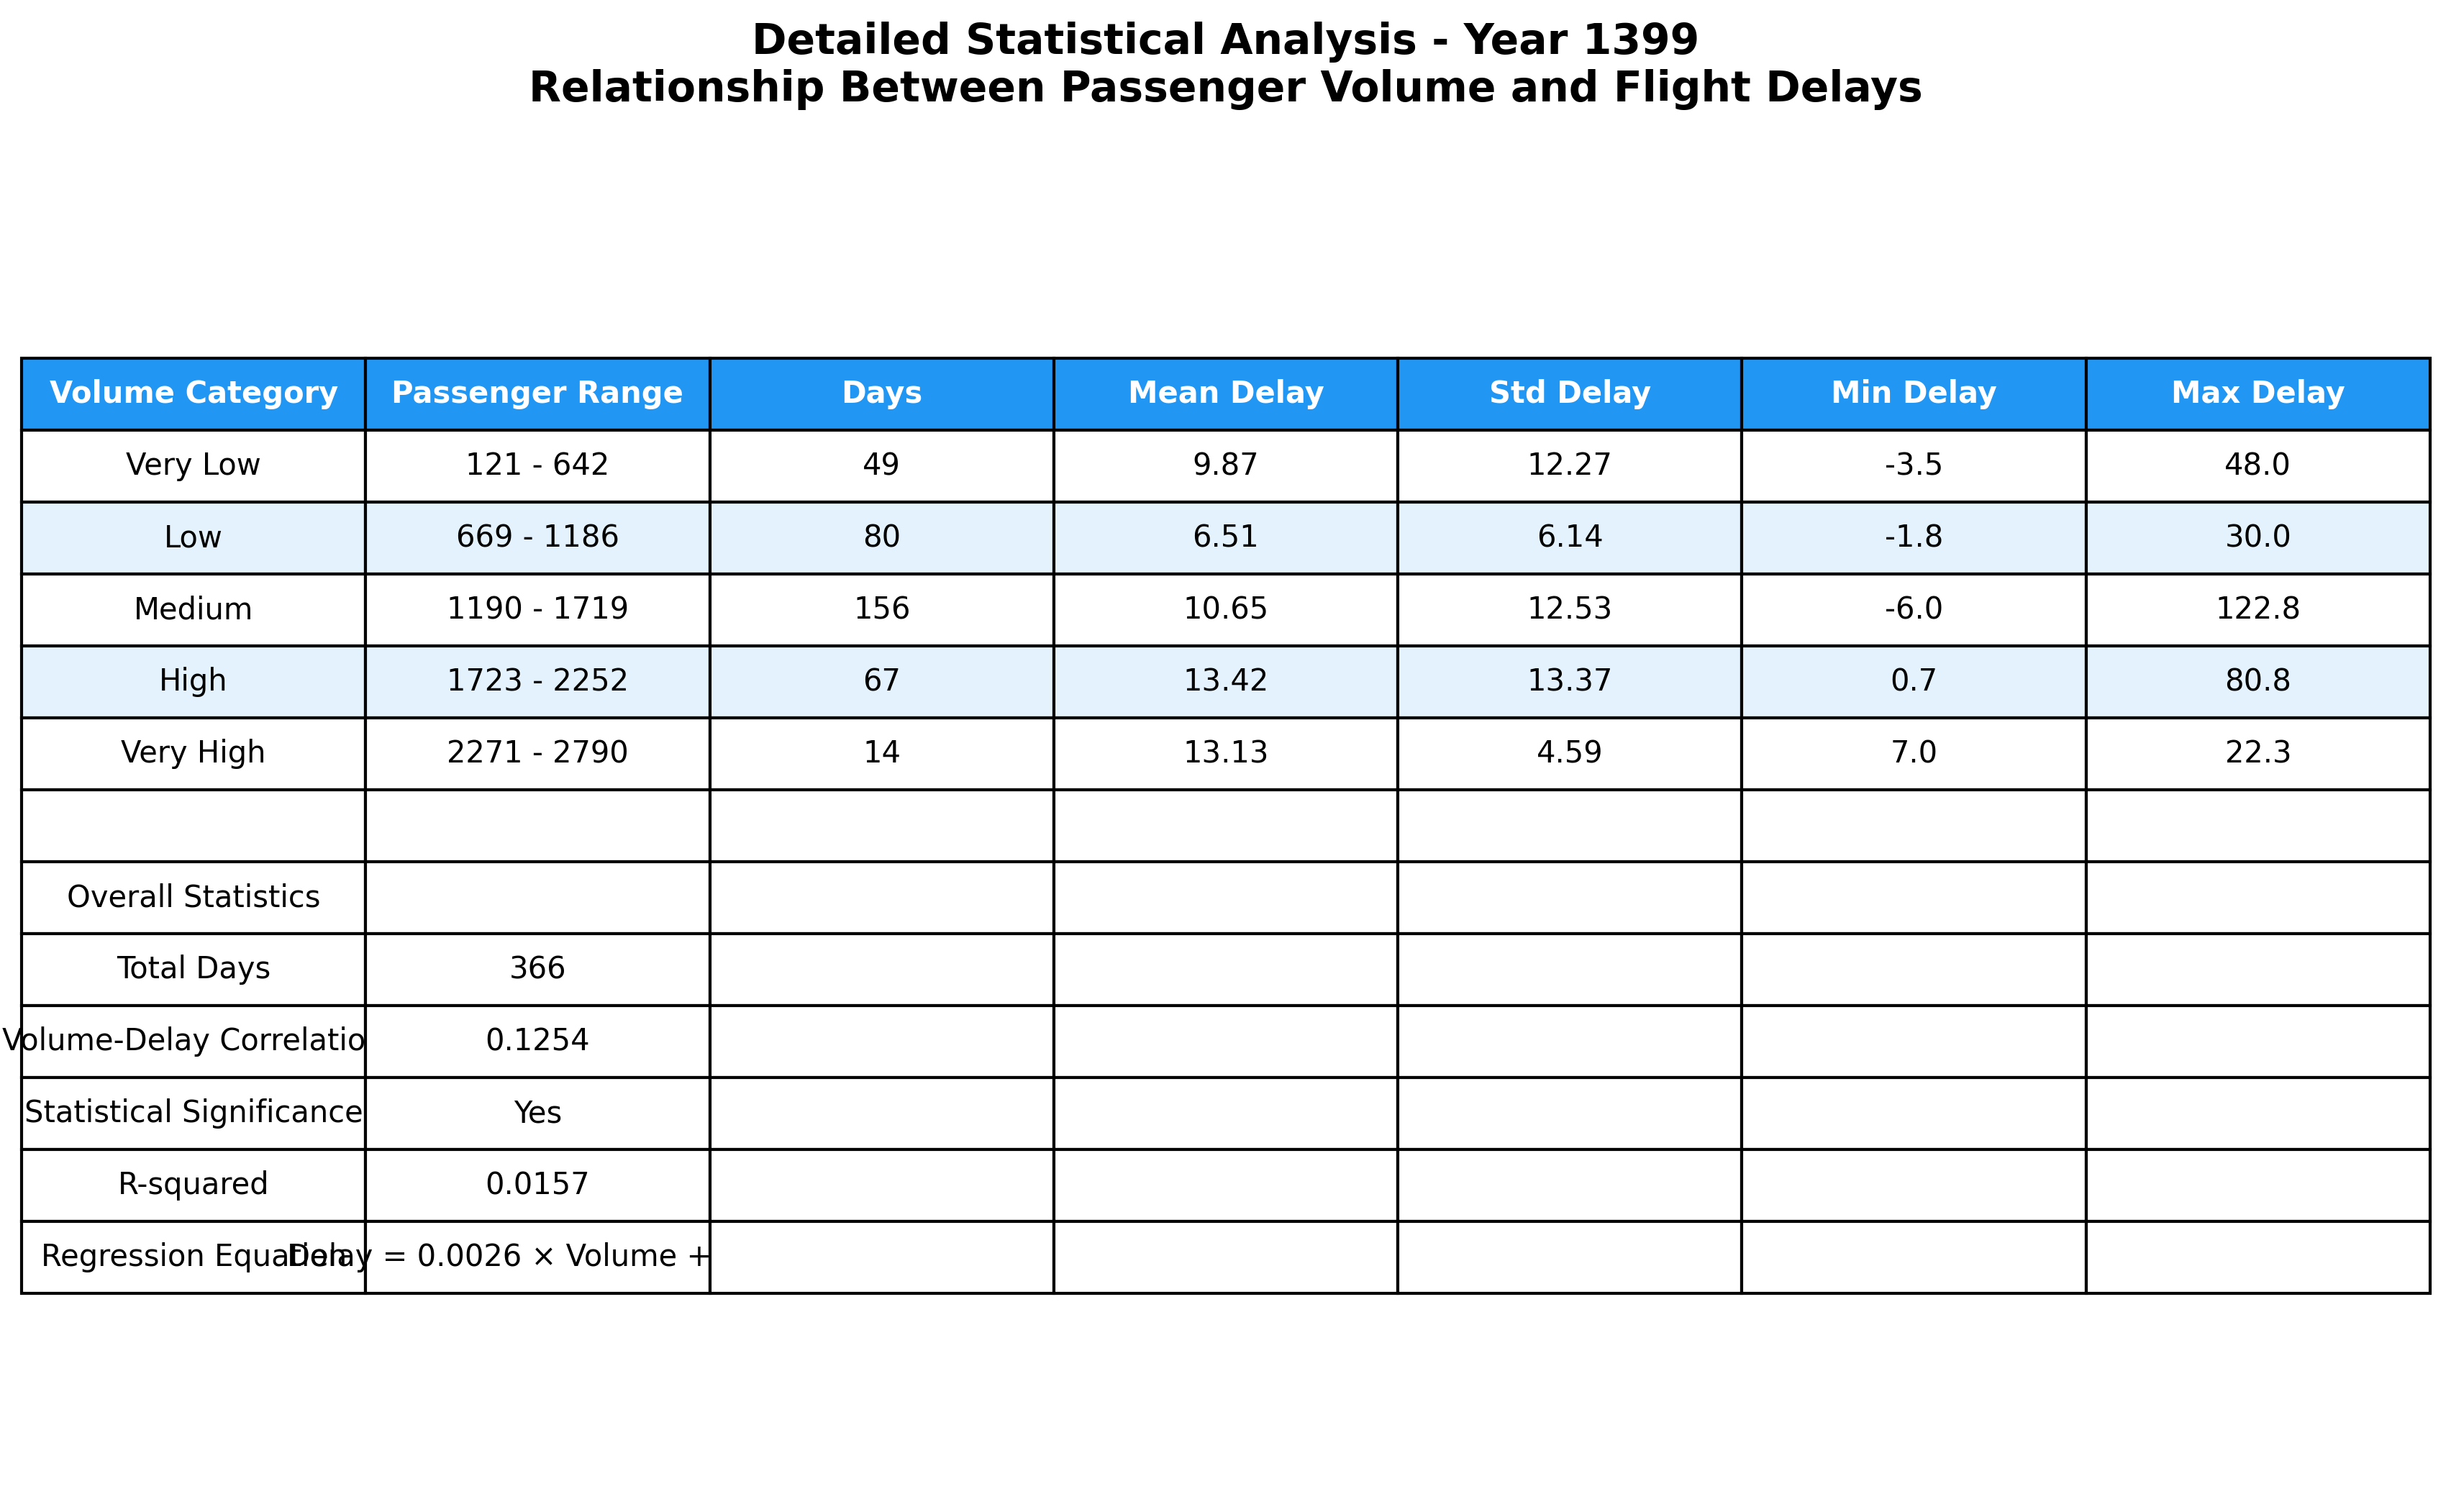 Detailed Statistical Analysis - Year 1399
Relationship Between Passenger Volume and Flight Delays
Volume Category Passenger Range Days Mean Delay Std Delay Min Delay Max Delay
Very Low 121 - 642 49 9.87 12.27 -3.5 48.0
Low 669 - 1186 80 6.51 6.14 -1.8 30.0
Medium 1190 - 1719 156 10.65 12.53 -6.0 122.8
High 1723 - 2252 67 13.42 13.37 0.7 80.8
Very High 2271 - 2790 14 13.13 4.59 7.0 22.3
Overall Statistics
Total Days 366
Volume-Delay Correlatio 0.1254
Statistical Significance Yes
R-squared 0.0157
Regression Equation Delay = 0.0026 × Volume +